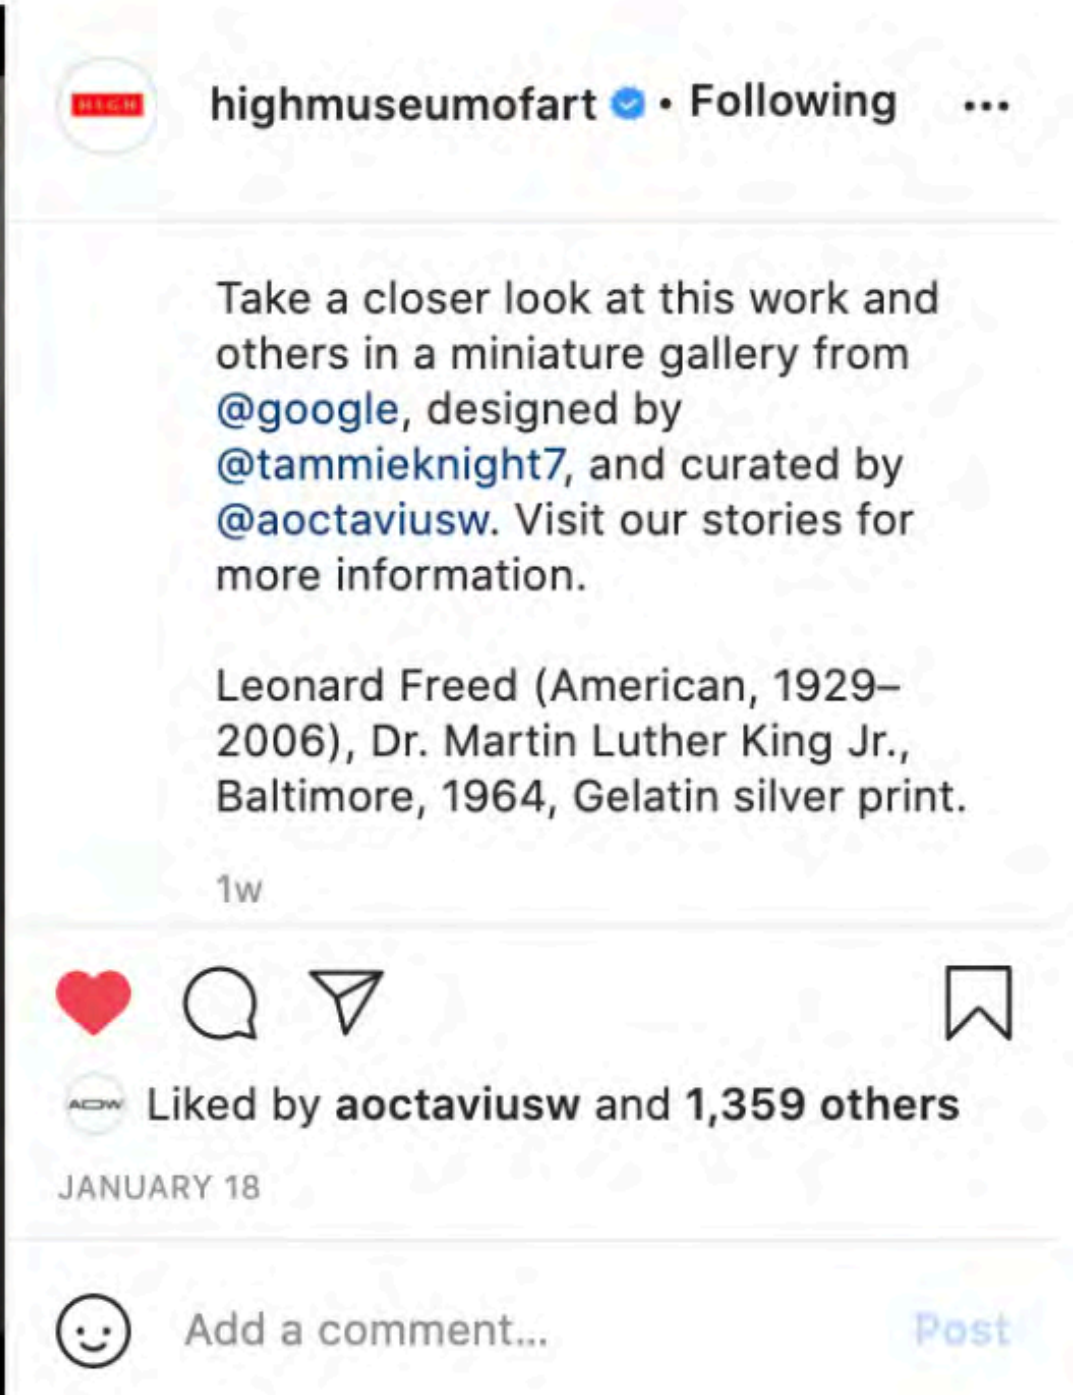 HIGH
highmuseumofart • Following
Take a closer look at this work and
others in a miniature gallery from
@google, designed by
@tammieknight7, and curated by
@aoctaviusw. Visit our stories for
more information.
Leonard Freed (American, 1929–
2006), Dr. Martin Luther King Jr.,
Baltimore, 1964, Gelatin silver print.
1w
AOW Liked by aoctaviusw and 1,359 others
JANUARY 18
Add a comment...
Post